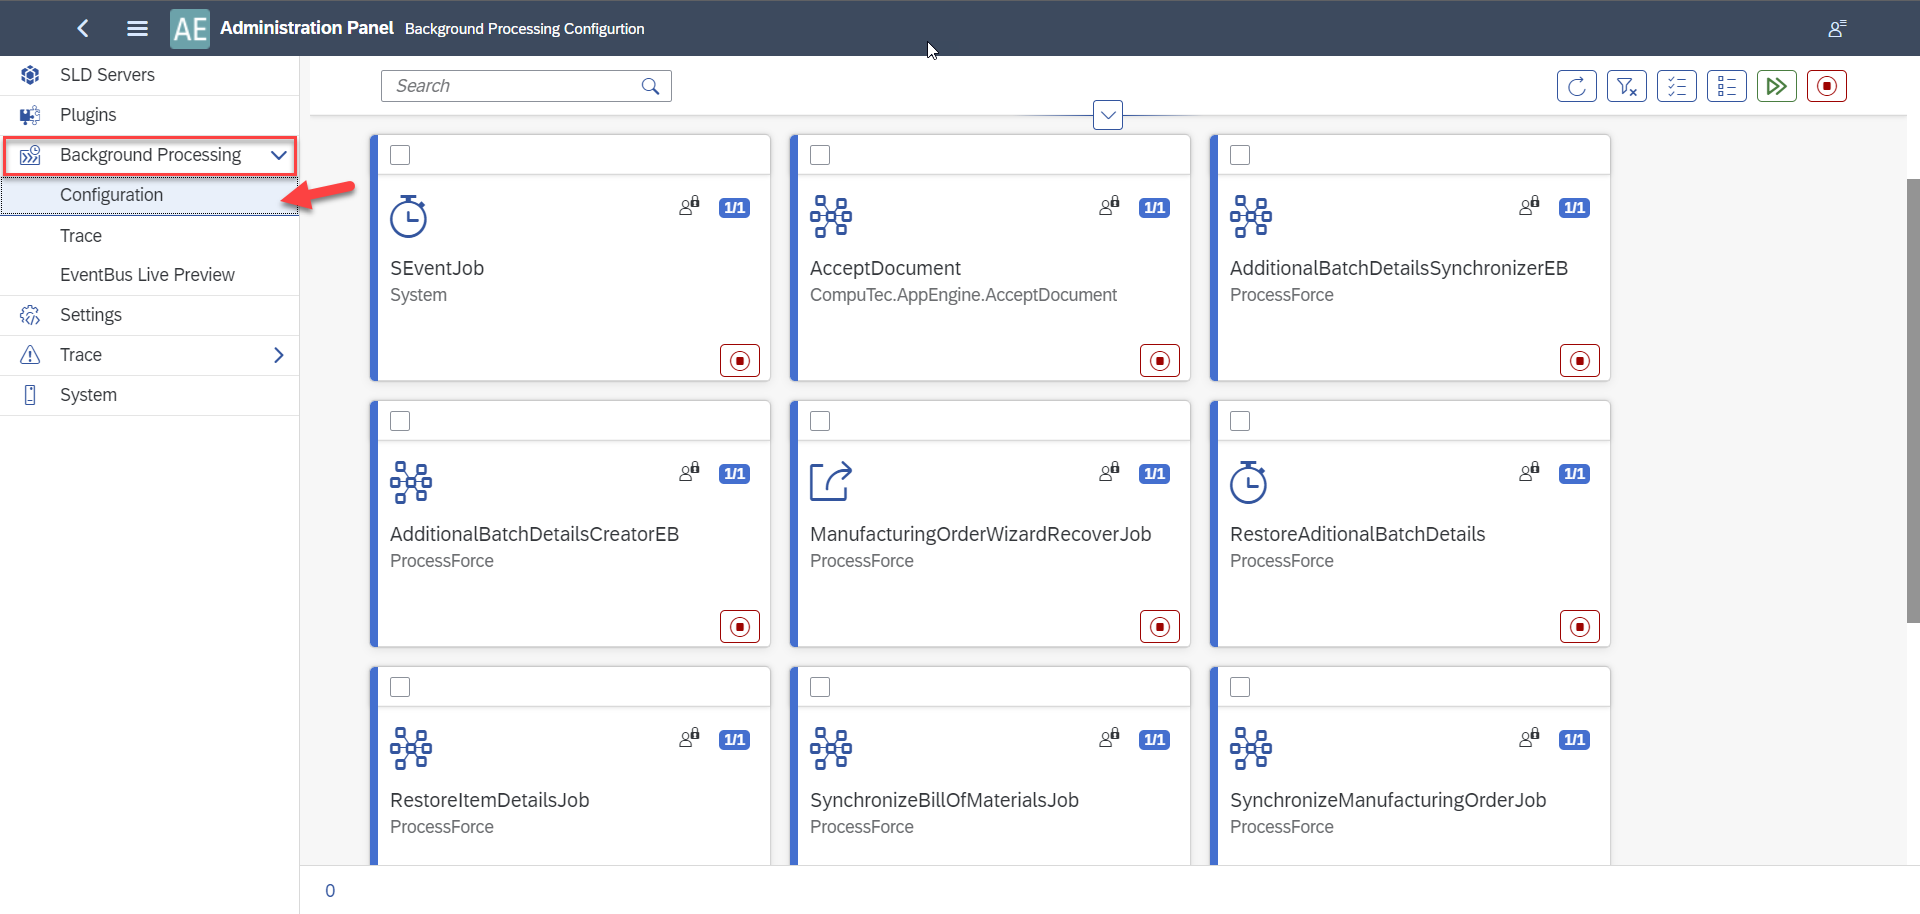 AE Administration Panel Background Processing Configurtion
SLD Servers
Plugins
Background Processing
Configuration
Trace
EventBus Live Preview
Settings
Trace
System
Search
1/1
SEventJob
System
1/1
AcceptDocument
CompuTec.AppEngine.AcceptDocument
1/1
AdditionalBatchDetailsSynchronizerEB
ProcessForce
1/1
AdditionalBatchDetailsCreatorEB
ProcessForce
1/1
ManufacturingOrderWizardRecoverJob
ProcessForce
1/1
RestoreAditionalBatchDetails
ProcessForce
1/1
RestoreItemDetailsJob
ProcessForce
1/1
SynchronizeBillOfMaterialsJob
ProcessForce
1/1
SynchronizeManufacturingOrderJob
ProcessForce
0